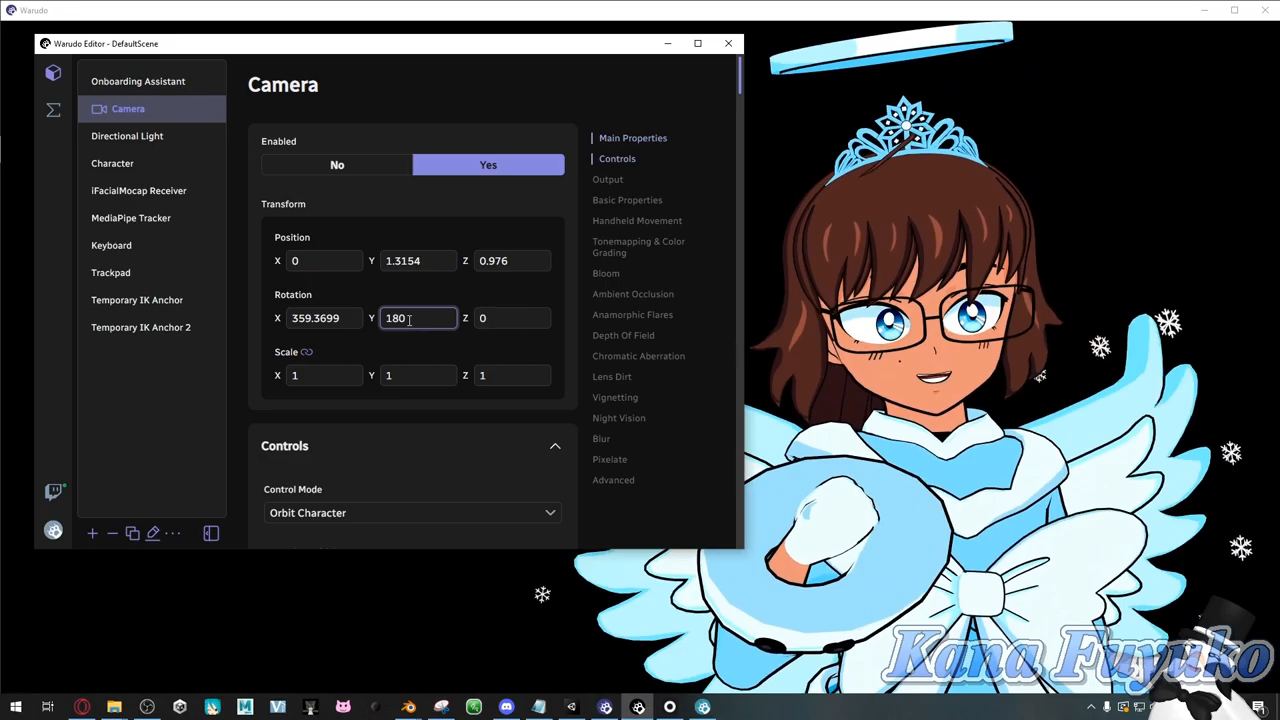 Warudo
Warudo Editor - DefaultScene
Onboarding Assistant
Camera
Directional Light
Character
iFacialMocap Receiver
MediaPipe Tracker
Keyboard
Trackpad
Temporary IK Anchor
Temporary IK Anchor 2
Camera
Enabled
No
Yes
Transform
Position
X 0 Y 1.3154 Z 0.976
Rotation
X 359.3699 Y 180 Z 0
Scale
X 1 Y 1 Z 1
Controls
Control Mode
Orbit Character
Main Properties
Controls
Output
Basic Properties
Handheld Movement
Tonemapping & Color
Grading
Bloom
Ambient Occlusion
Anamorphic Flares
Depth Of Field
Chromatic Aberration
Lens Dirt
Vignetting
Night Vision
Blur
Pixelate
Advanced
Kana Fuyuko